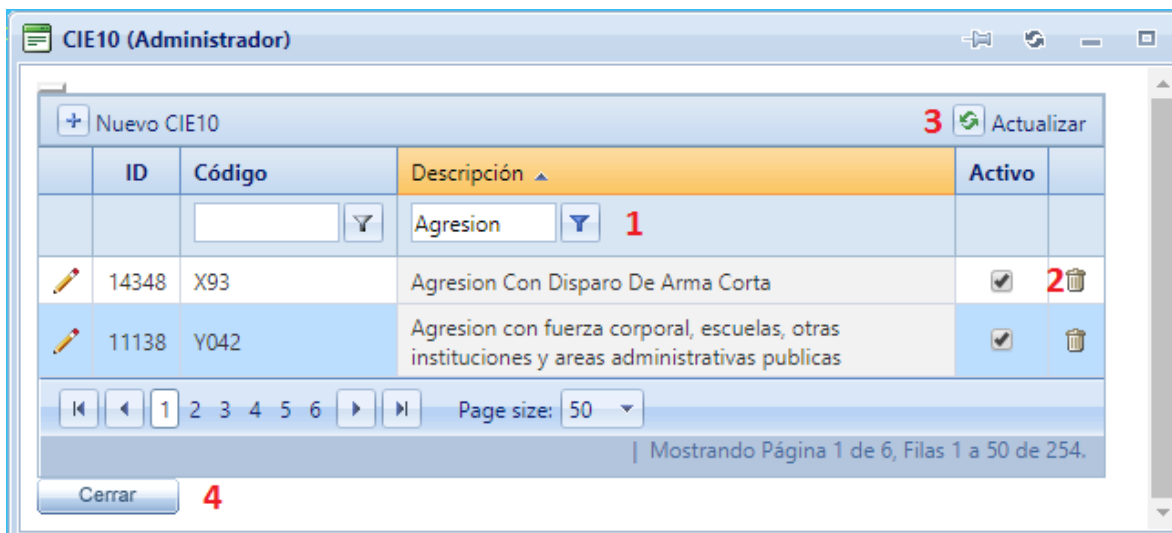 CIE10 (Administrador)
Nuevo CIE10 3 Actualizar
ID Código Descripción Activo
Agresion 1
14348 X93 Agresion Con Disparo De Arma Corta 2
11138 Y042 Agresion con fuerza corporal, escuelas, otras
instituciones y areas administrativas publicas
1 2 3 4 5 6 Page size: 50
| Mostrando Página 1 de 6, Filas 1 a 50 de 254.
Cerrar 4